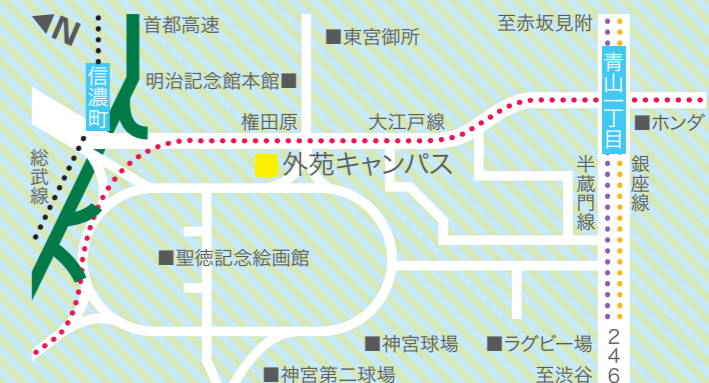 N
首都高速
■東宮御所
至赤坂見附
信濃町
明治記念館本館■
青山一丁目
権田原
大江戸線
■ホンダ
総武線
外苑キャンパス
半蔵門線
銀座線
■聖徳記念絵画館
■神宮球場
■ラグビー場
246
■神宮第二球場
至渋谷